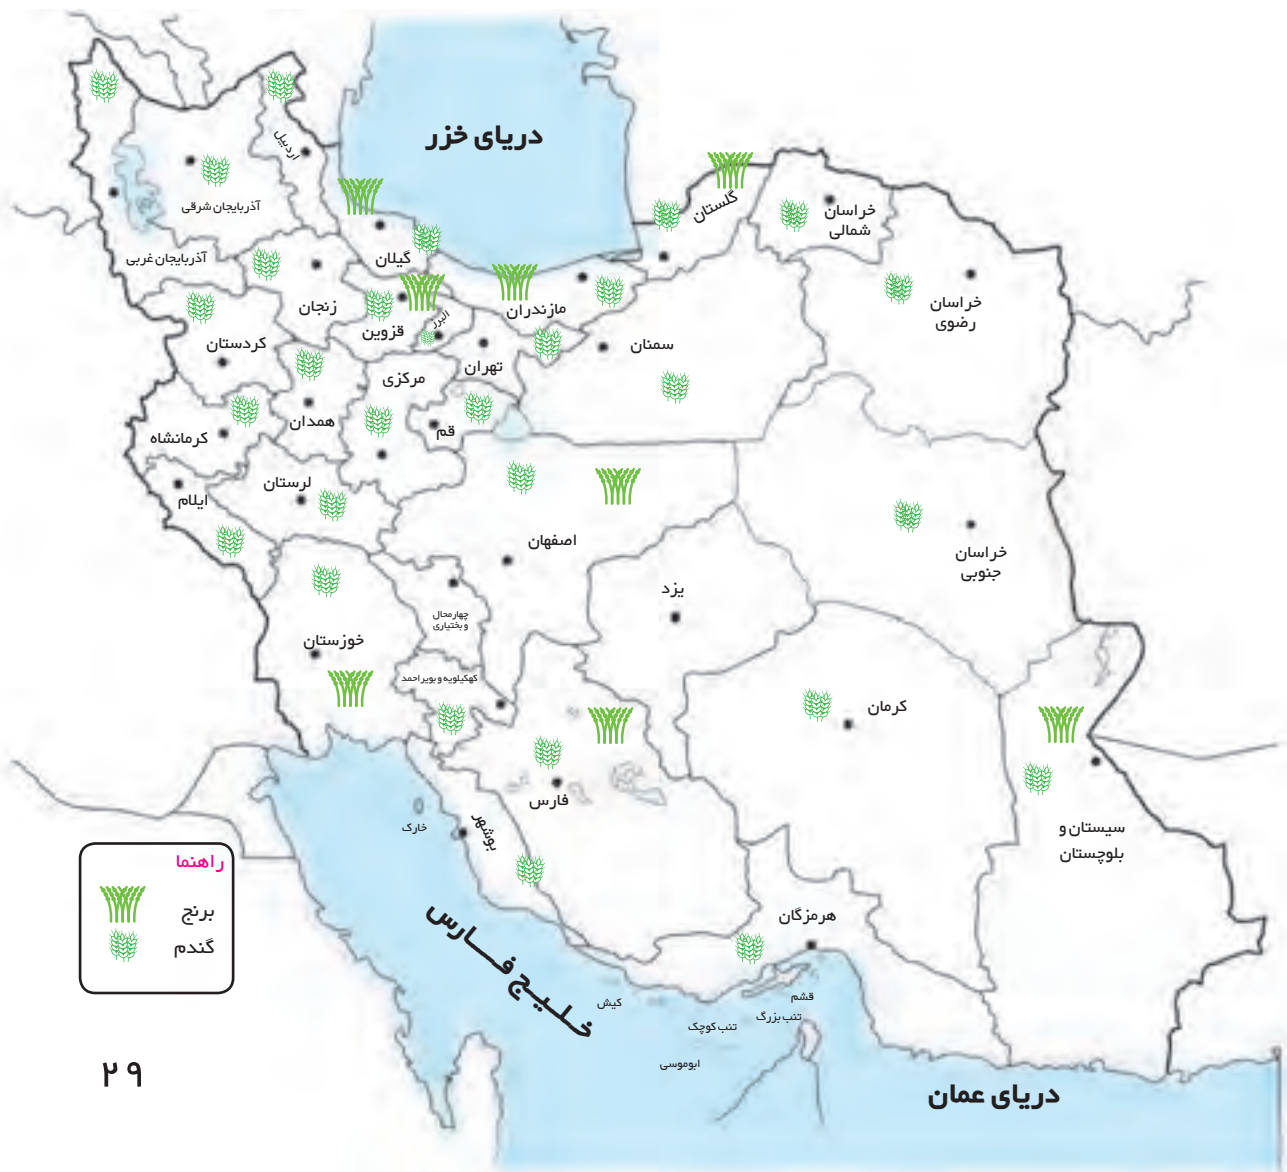 دریای خزر
اردبیل
آذربایجان شرقی
آذربایجان غربی
گیلان
گلستان
خراسان
شمالی
خراسان
رضوی
زنجان
مازندران
قزوین
البرز
کردستان
تهران
سمنان
مرکزی
همدان
قم
کرمانشاه
لرستان
ایلام
اصفهان
خراسان
جنوبی
یزد
چهارمحال
و بختیاری
خوزستان
کهکیلویه و بویراحمد
کرمان
فارس
بوشهر
خارک
سیستان و
بلوچستان
هرمزگان
خلیج فارس
قشم
کیش
تنب بزرگ
تنب کوچک
ابوموسی
دریای عمان
راهنما
برنج
گندم
۲۹